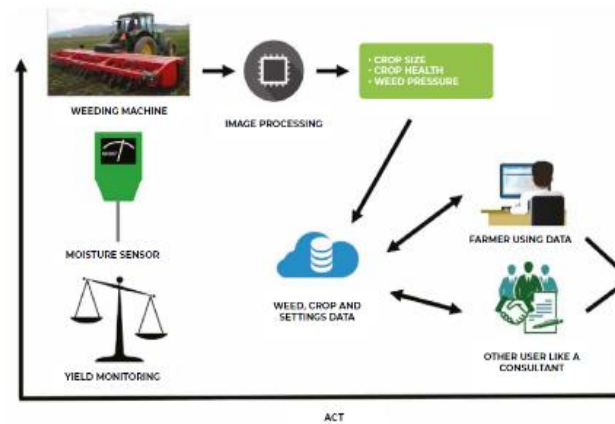 • CROP SIZE
• CROP HEALTH
• WEED PRESSURE
WEEDING MACHINE
IMAGE PROCESSING
MOISTURE SENSOR
FARMER USING DATA
WEED, CROP AND
SETTINGS DATA
YIELD MONITORING
OTHER USER LIKE A
CONSULTANT
ACT